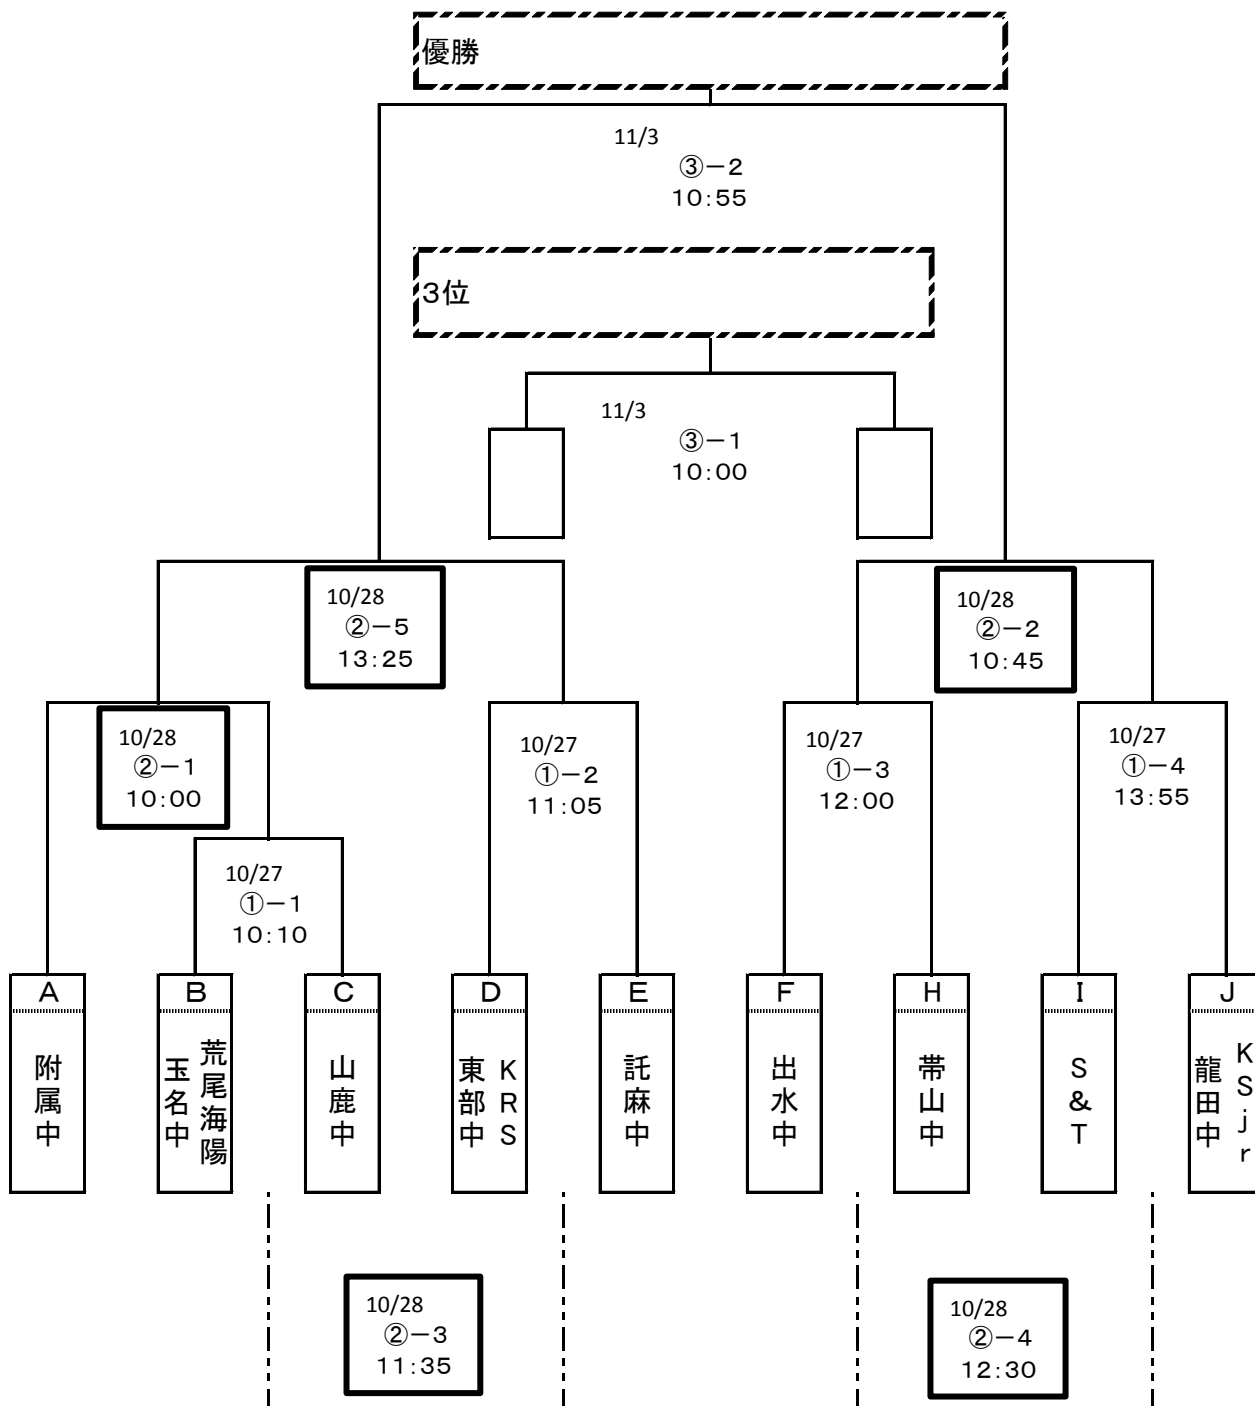 優勝
11/3
③－2
10:55
3位
11/3
③－1
10:00
10/28
②－5
13:25
10/28
②－2
10:45
10/28
②－1
10:00
10/27
①－2
11:05
10/27
①－3
12:00
10/27
①－4
13:55
10/27
①－1
10:10
A
附属中
B
荒尾海陽
玉名中
C
山鹿中
D
KRS
東部中
E
託麻中
F
出水中
H
帯山中
I
S&T
J
KSjr
龍田中
10/28
②－3
11:35
10/28
②－4
12:30